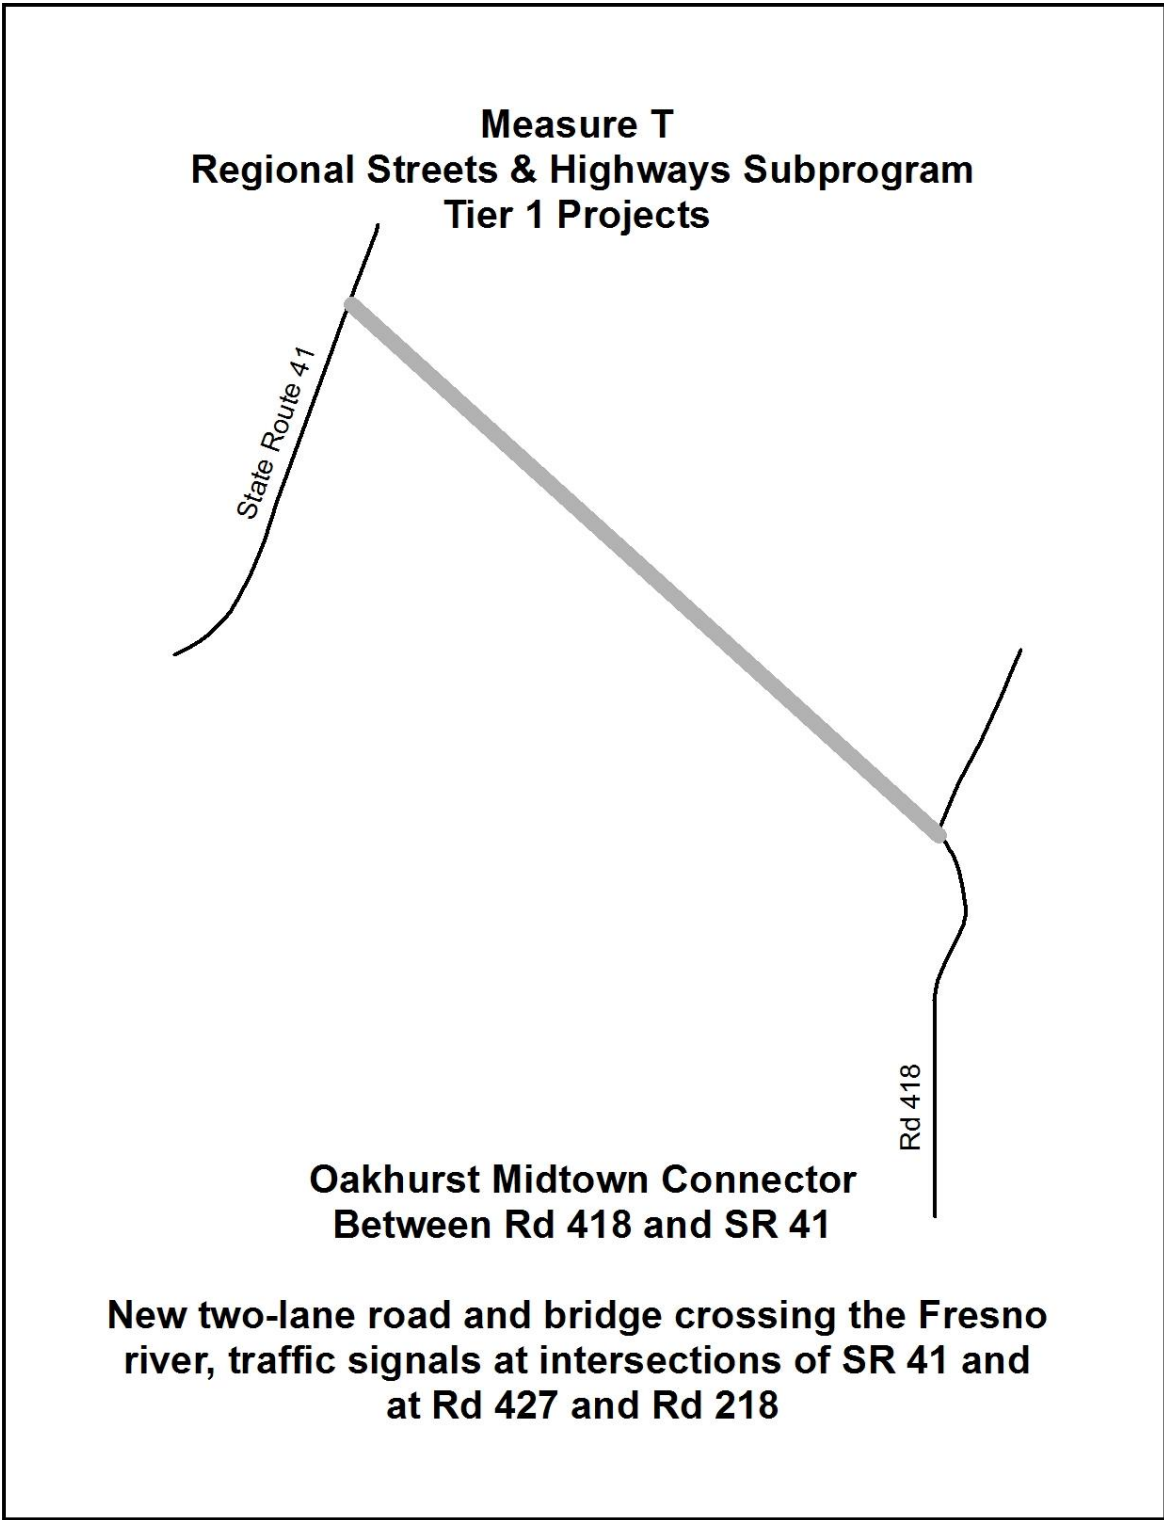 Measure T
Regional Streets & Highways Subprogram
Tier 1 Projects
State Route 41
Rd 418
Oakhurst Midtown Connector
Between Rd 418 and SR 41
New two-lane road and bridge crossing the Fresno
river, traffic signals at intersections of SR 41 and
at Rd 427 and Rd 218